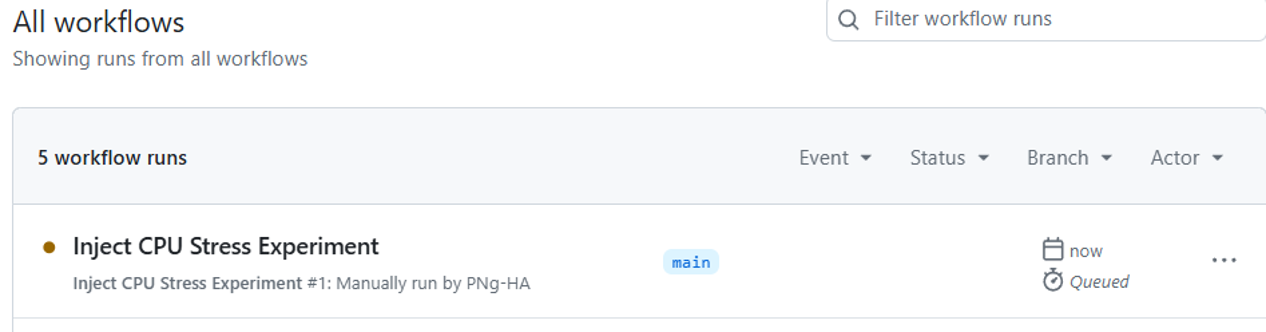 All workflows
Filter workflow runs
Showing runs from all workflows
5 workflow runs
Event
Status
Branch
Actor
Inject CPU Stress Experiment
Inject CPU Stress Experiment #1: Manually run by PNg-HA
main
now
Queued